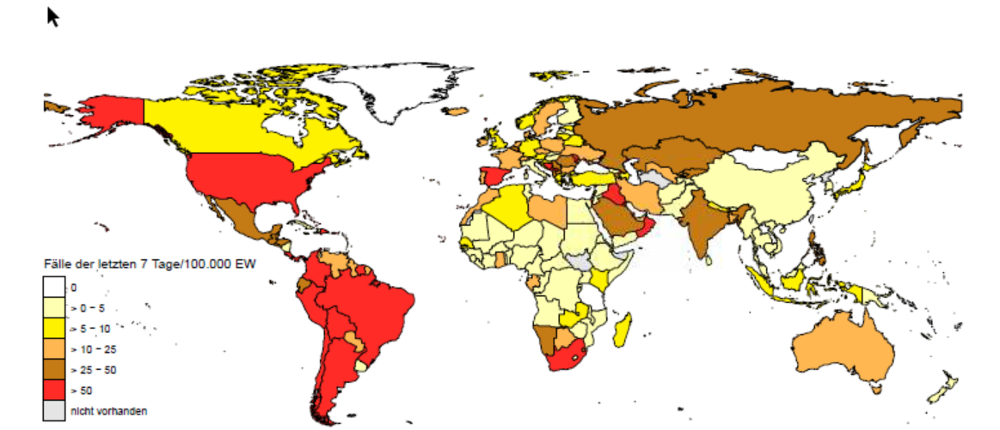 Fälle der letzten 7 Tage/100.000 EW
0
> 0 - 5
> 5 - 10
> 10 - 25
> 25 - 50
> 50
nicht vorhanden